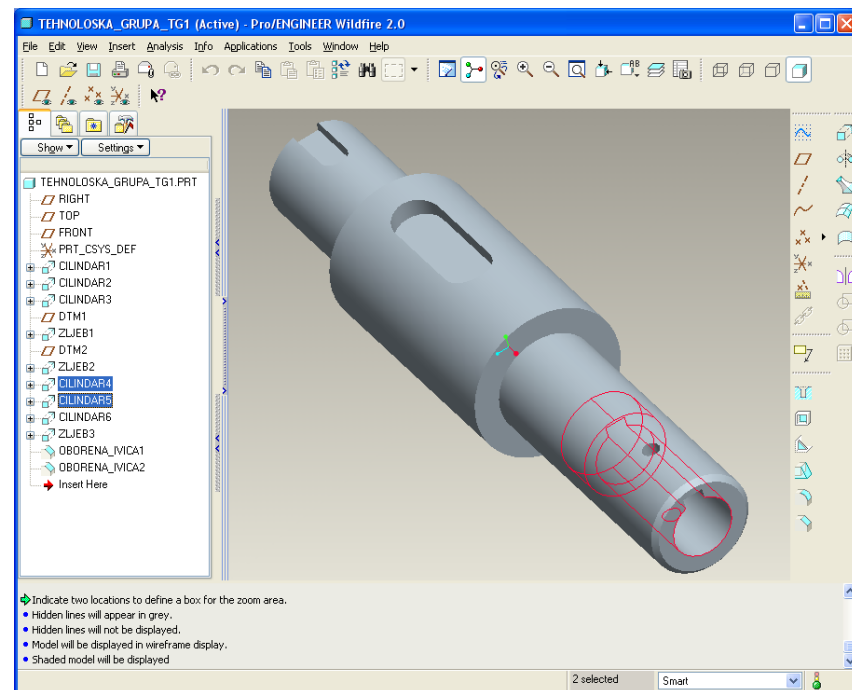 TEHNOLOSKA_GRUPA_TG1 (Active) - Pro/ENGINEER Wildfire 2.0
File Edit View Insert Analysis Info Applications Tools Window Help
Show Settings
TEHNOLOSKA_GRUPA_TG1.PRT
RIGHT
TOP
FRONT
PRT_CSYS_DEF
CILINDAR1
CILINDAR2
CILINDAR3
DTM1
ZLJEB1
DTM2
ZLJEB2
CILINDAR4
CILINDAR5
CILINDAR6
ZLJEB3
OBORENA_IVICA1
OBORENA_IVICA2
Insert Here
Indicate two locations to define a box for the zoom area.
Hidden lines will appear in grey.
Hidden lines will not be displayed.
Model will be displayed in wireframe display.
Shaded model will be displayed
2 selected Smart